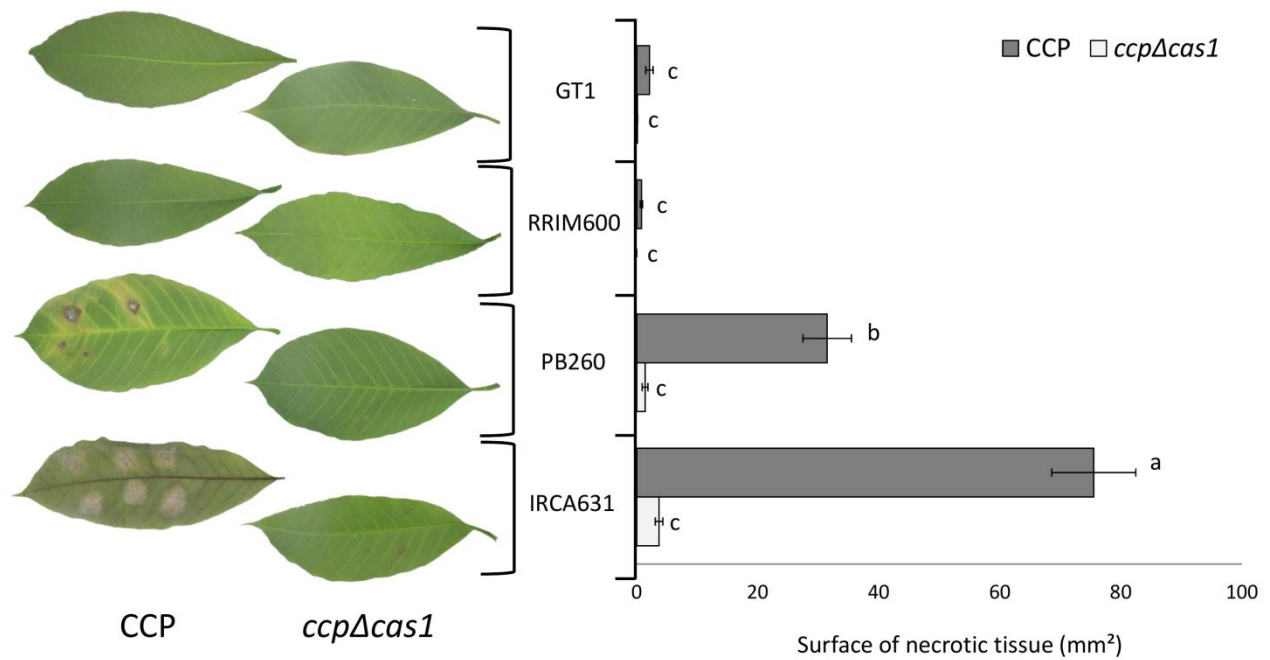 CCP ccpΔcas1
GT1
c
c
RRIM600
c
c
PB260
b
c
IRCA631
a
c
0 20 40 60 80 100
CCP ccpΔcas1
Surface of necrotic tissue (mm²)